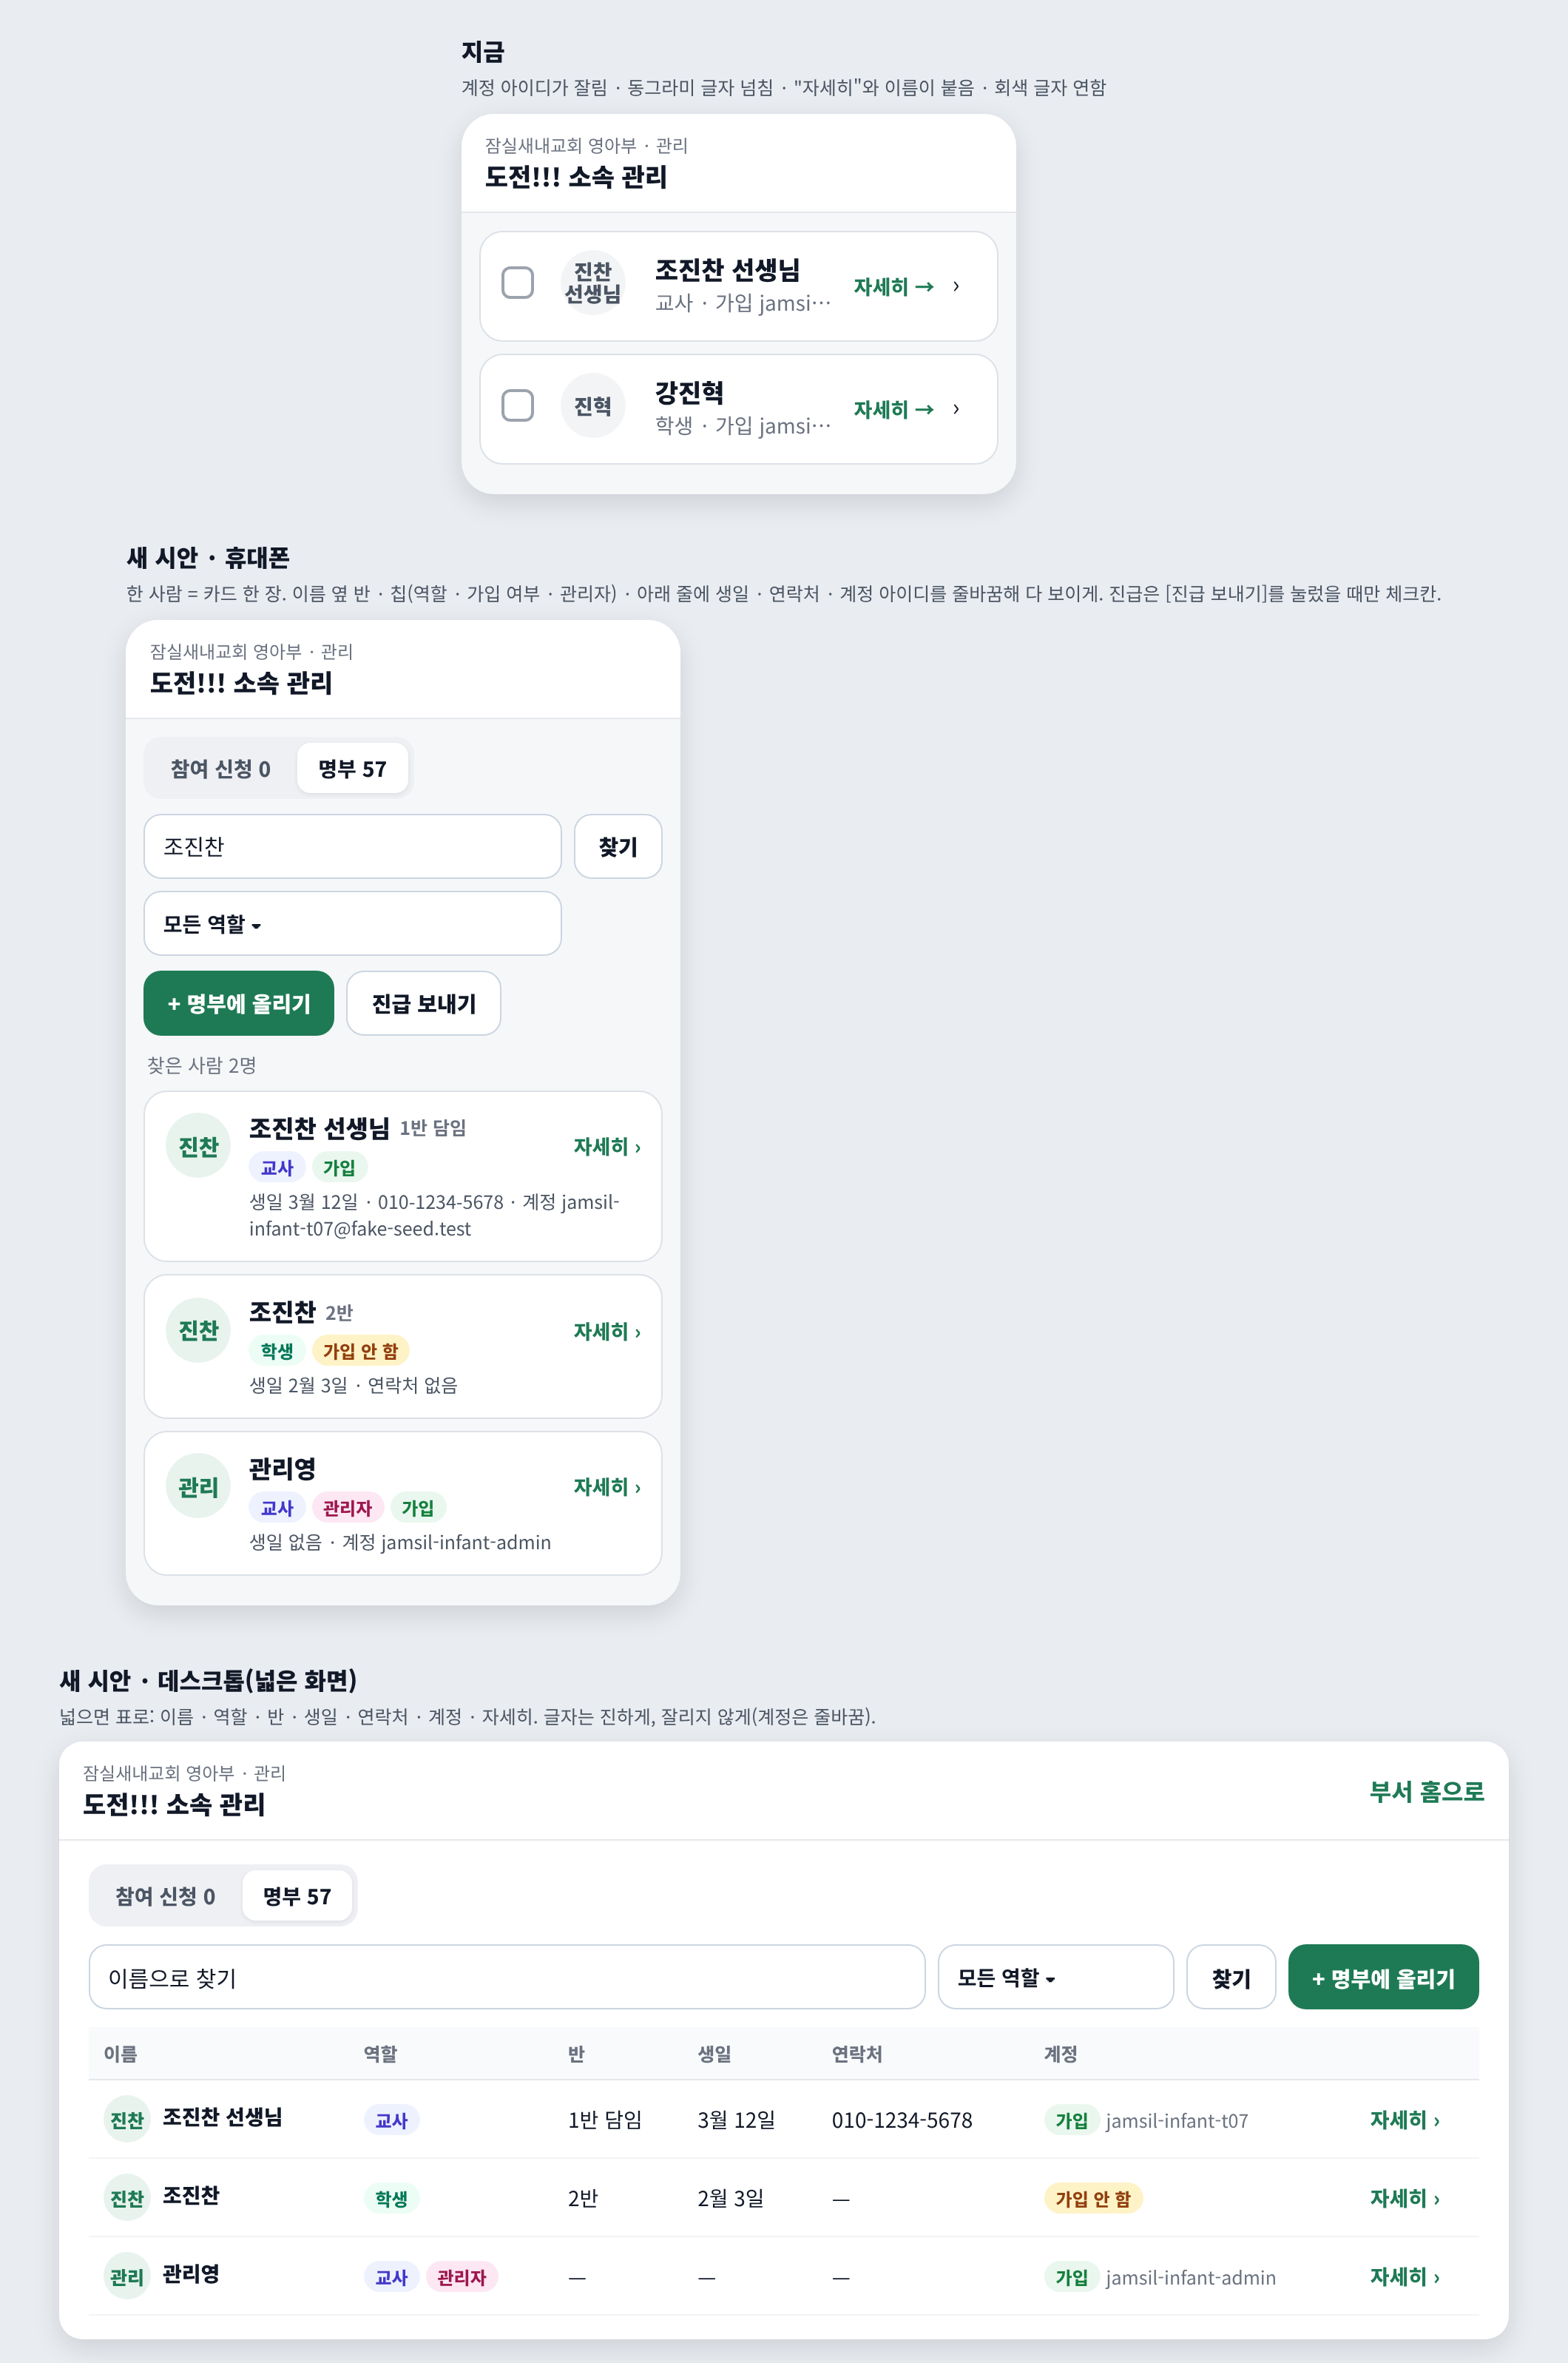 지금
계정 아이디가 잘림 · 동그라미 글자 넘침 · "자세히"와 이름이 붙음 · 회색 글자 연함
잠실새내교회 영아부 · 관리
도전!!! 소속 관리
진찬
선생님
조진찬 선생님
교사 · 가입 jamsi…
자세히 → ›
진혁
강진혁
학생 · 가입 jamsi…
자세히 → ›
새 시안 · 휴대폰
한 사람 = 카드 한 장. 이름 옆 반 · 칩(역할 · 가입 여부 · 관리자) · 아래 줄에 생일 · 연락처 · 계정 아이디를 줄바꿈해 다 보이게. 진급은 [진급 보내기]를 눌렀을 때만 체크칸.
잠실새내교회 영아부 · 관리
도전!!! 소속 관리
참여 신청 0 명부 57
조진찬 찾기
모든 역할
+ 명부에 올리기 진급 보내기
찾은 사람 2명
진찬
조진찬 선생님 1반 담임
교사 가입
자세히 ›
생일 3월 12일 · 010-1234-5678 · 계정 jamsil-
infant-t07@fake-seed.test
진찬
조진찬 2반
학생 가입 안 함
자세히 ›
생일 2월 3일 · 연락처 없음
관리
관리영
교사 관리자 가입
자세히 ›
생일 없음 · 계정 jamsil-infant-admin
새 시안 · 데스크톱(넓은 화면)
넓으면 표로: 이름 · 역할 · 반 · 생일 · 연락처 · 계정 · 자세히. 글자는 진하게, 잘리지 않게(계정은 줄바꿈).
잠실새내교회 영아부 · 관리
도전!!! 소속 관리
부서 홈으로
참여 신청 0 명부 57
이름으로 찾기 모든 역할 찾기 + 명부에 올리기
이름 역할 반 생일 연락처 계정
진찬 조진찬 선생님 교사 1반 담임 3월 12일 010-1234-5678 가입 jamsil-infant-t07 자세히 ›
진찬 조진찬 학생 2반 2월 3일 — 가입 안 함 자세히 ›
관리 관리영 교사 관리자 — — — 가입 jamsil-infant-admin 자세히 ›